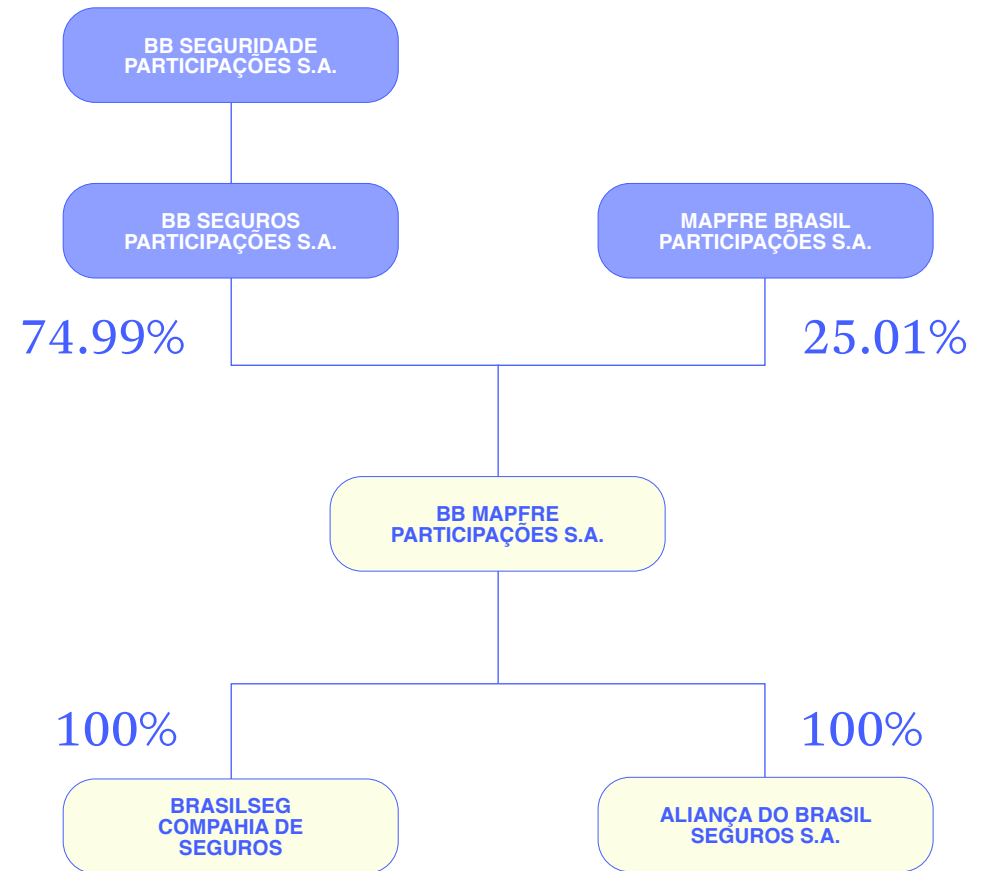 BB SEGURIDADE
PARTICIPAÇÕES S.A.
BB SEGUROS
PARTICIPAÇÕES S.A.
MAPFRE BRASIL
PARTICIPAÇÕES S.A.
74.99%
25.01%
BB MAPFRE
PARTICIPAÇÕES S.A.
100%
100%
BRASILSEG
COMPAHIA DE
SEGUROS
ALIANÇA DO BRASIL
SEGUROS S.A.